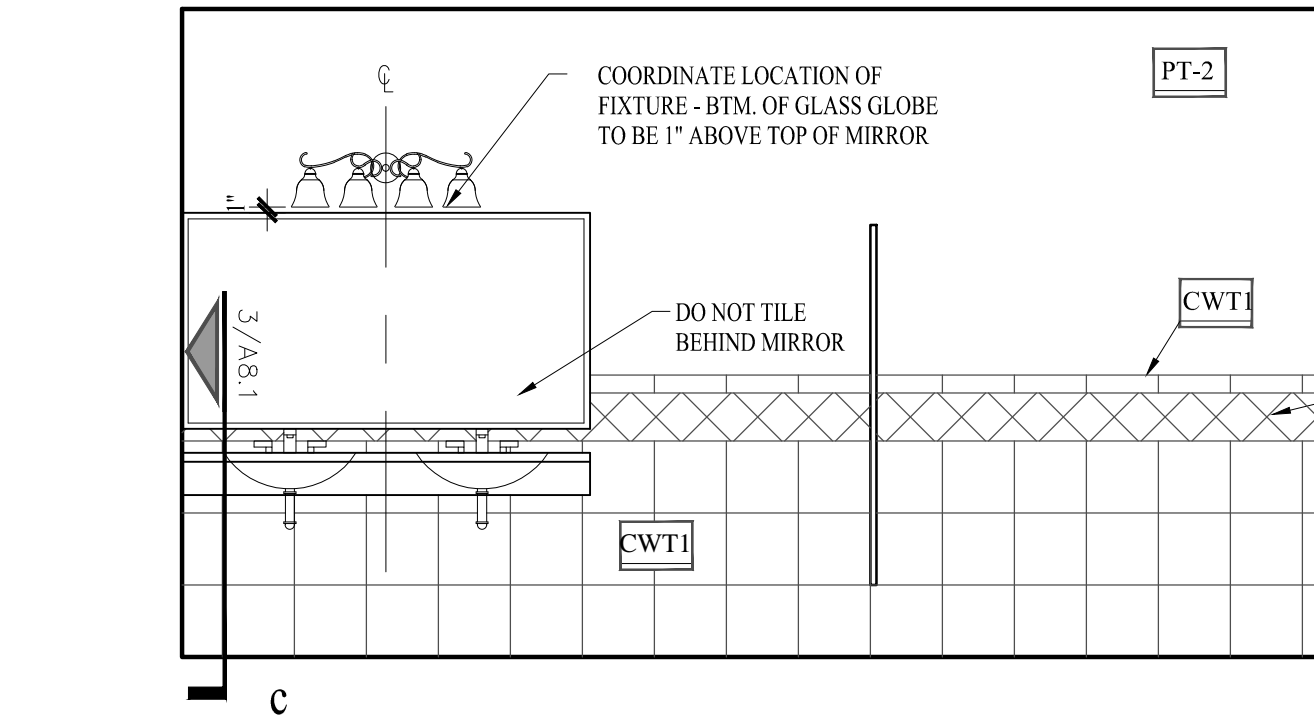 PT-2
℄
COORDINATE LOCATION OF
FIXTURE - BTM. OF GLASS GLOBE
TO BE 1" ABOVE TOP OF MIRROR
1"
3/A8.1
DO NOT TILE
BEHIND MIRROR
CWT1
CWT1
c